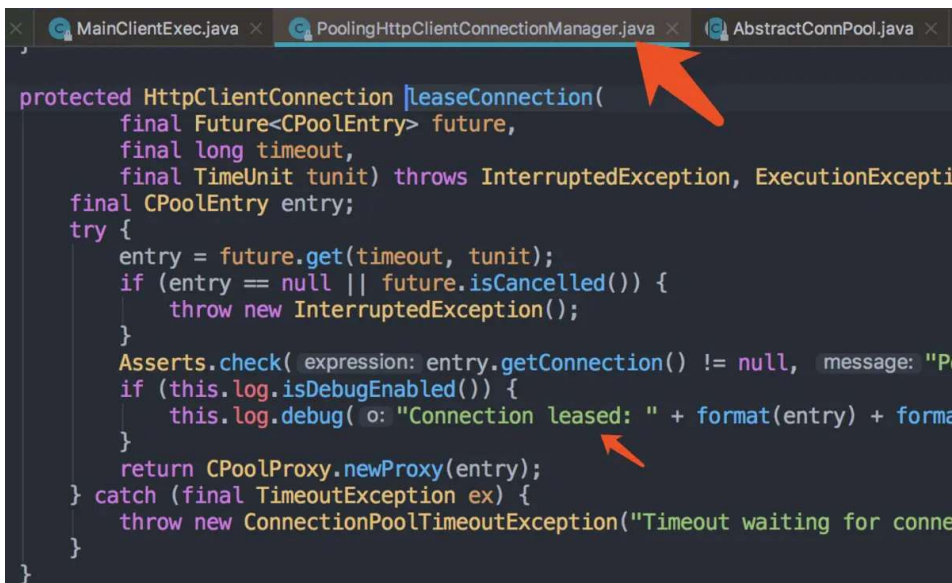 MainClientExec.java PoolingHttpClientConnectionManager.java AbstractConnPool.java
}
protected HttpClientConnection leaseConnection(
final Future<CPoolEntry> future,
final long timeout,
final TimeUnit tunit) throws InterruptedException, ExecutionExcepti
final CPoolEntry entry;
try {
entry = future.get(timeout, tunit);
if (entry == null || future.isCancelled()) {
throw new InterruptedException();
}
Asserts.check( expression: entry.getConnection() != null, message: "Po
if (this.log.isDebugEnabled()) {
this.log.debug( o: "Connection leased: " + format(entry) + forma
}
return CPoolProxy.newProxy(entry);
} catch (final TimeoutException ex) {
throw new ConnectionPoolTimeoutException("Timeout waiting for conne
}
}